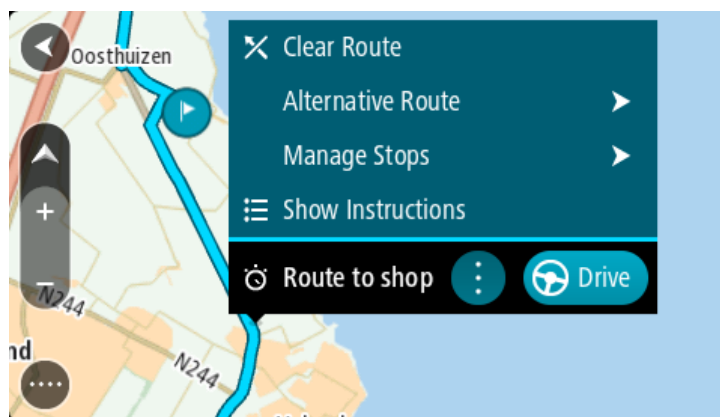 Oosthuizen
Clear Route
Alternative Route
Manage Stops
Show Instructions
Route to shop
Drive
N244
nd
N244